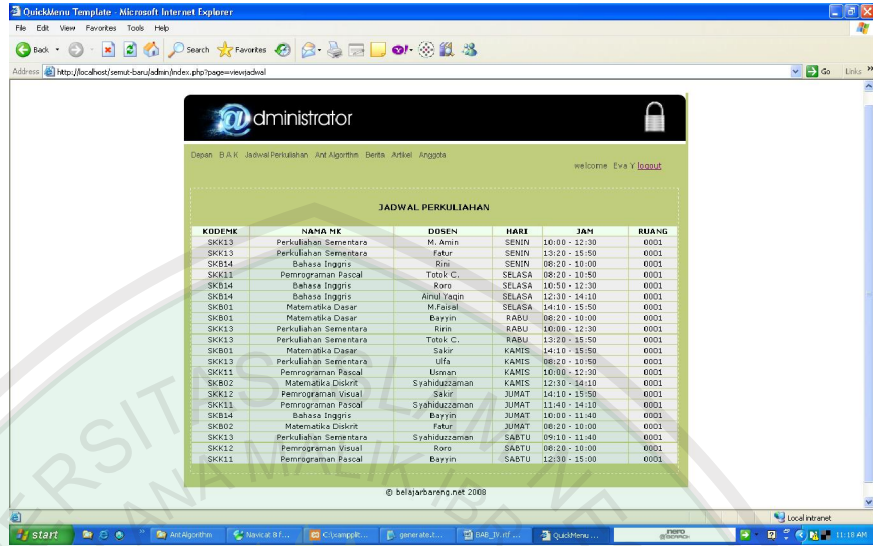 QuickMenu Template - Microsoft Internet Explorer
File Edit View Favorites Tools Help
Back Search Favorites
Address http://localhost/semut-baru/admin/index.php?page=viewjadwal Go Links
@dministrator
Depan B A K Jadwal Perkuliahan Ant Algorithm Berita Artikel Anggota
welcome Eva Y logout
JADWAL PERKULIAHAN
KODEMK NAMA MK DOSEN HARI JAM RUANG
SKK13 Perkuliahan Sementara M. Amin SENIN 10:00 - 12:30 0001
SKK13 Perkuliahan Sementara Fatur SENIN 13:20 - 15:50 0001
SKB14 Bahasa Inggris Rini SENIN 08:20 - 10:00 0001
SKK11 Pemrograman Pascal Totok C. SELASA 08:20 - 10:50 0001
SKB14 Bahasa Inggris Roro SELASA 10:50 - 12:30 0001
SKB14 Bahasa Inggris Ainul Yaqin SELASA 12:30 - 14:10 0001
SKB01 Matematika Dasar M.Faisal SELASA 14:10 - 15:50 0001
SKB01 Matematika Dasar Bayyin RABU 08:20 - 10:00 0001
SKK13 Perkuliahan Sementara Ririn RABU 10:00 - 12:30 0001
SKK13 Perkuliahan Sementara Totok C. RABU 13:20 - 15:50 0001
SKB01 Matematika Dasar Sakir KAMIS 14:10 - 15:50 0001
SKK13 Perkuliahan Sementara Ulfa KAMIS 08:20 - 10:50 0001
SKK11 Pemrograman Pascal Usman KAMIS 10:00 - 12:30 0001
SKB02 Matematika Diskrit Syahiduzzaman KAMIS 12:30 - 14:10 0001
SKK12 Pemrograman Visual Sakir JUMAT 14:10 - 15:50 0001
SKK11 Pemrograman Pascal Syahiduzzaman JUMAT 11:40 - 14:10 0001
SKB14 Bahasa Inggris Bayyin JUMAT 10:00 - 11:40 0001
SKB02 Matematika Diskrit Fatur JUMAT 08:20 - 10:00 0001
SKK13 Perkuliahan Sementara Syahiduzzaman SABTU 09:10 - 11:40 0001
SKK12 Pemrograman Visual Roro SABTU 08:20 - 10:00 0001
SKK11 Pemrograman Pascal Bayyin SABTU 12:30 - 15:00 0001
© belajarbareng.net 2008
Local intranet
start AntAlgorithm Navicat 8 f... C:\xampplit... generate.t... BAB_IV.rtf ... QuickMenu ... nero 11:18 AM